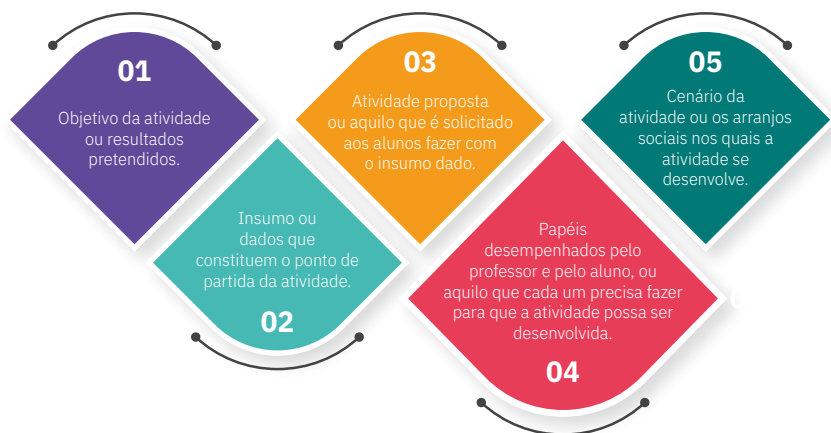 01
Objetivo da atividade
ou resultados
pretendidos.
Insumo ou
dados que
constituem o ponto de
partida da atividade.
02
03
Atividade proposta
ou aquilo que é solicitado
aos alunos fazer com
o insumo dado.
Papéis
desempenhados pelo
professor e pelo aluno, ou
aquilo que cada um precisa fazer
para que a atividade possa ser
desenvolvida.
04
05
Cenário da
atividade ou os arranjos
sociais nos quais a
atividade se
desenvolve.